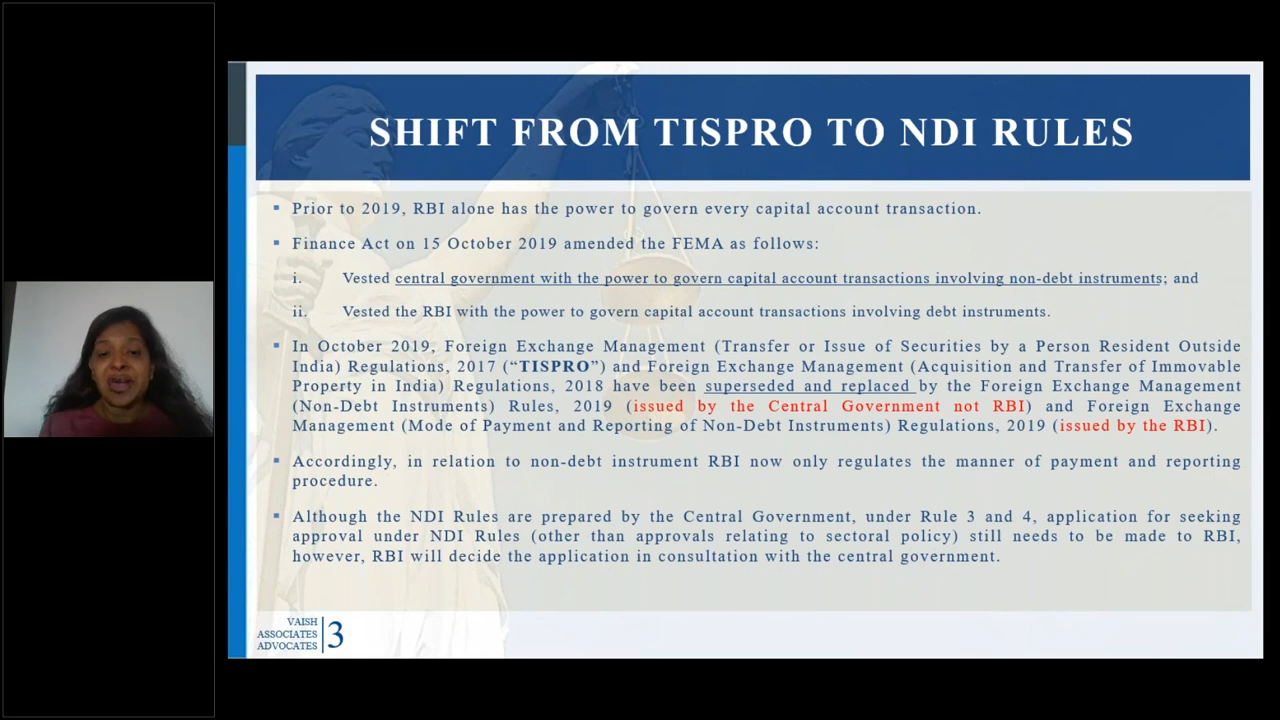 SHIFT FROM TISPRO TO NDI RULES
▪ Prior to 2019, RBI alone has the power to govern every capital account transaction.
▪ Finance Act on 15 October 2019 amended the FEMA as follows:
i. Vested central government with the power to govern capital account transactions involving non-debt instruments; and
ii. Vested the RBI with the power to govern capital account transactions involving debt instruments.
▪ In October 2019, Foreign Exchange Management (Transfer or Issue of Securities by a Person Resident Outside
India) Regulations, 2017 (“TISPRO”) and Foreign Exchange Management (Acquisition and Transfer of Immovable
Property in India) Regulations, 2018 have been superseded and replaced by the Foreign Exchange Management
(Non-Debt Instruments) Rules, 2019 (issued by the Central Government not RBI) and Foreign Exchange
Management (Mode of Payment and Reporting of Non-Debt Instruments) Regulations, 2019 (issued by the RBI).
▪ Accordingly, in relation to non-debt instrument RBI now only regulates the manner of payment and reporting
procedure.
▪ Although the NDI Rules are prepared by the Central Government, under Rule 3 and 4, application for seeking
approval under NDI Rules (other than approvals relating to sectoral policy) still needs to be made to RBI,
however, RBI will decide the application in consultation with the central government.
VAISH
ASSOCIATES
ADVOCATES
3